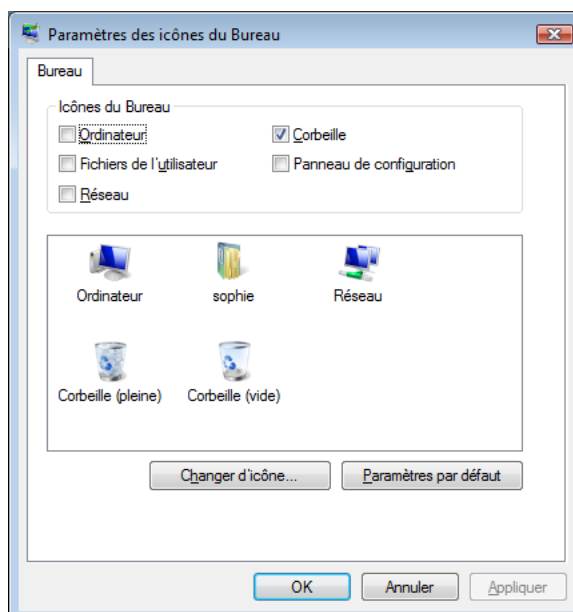 Paramètres des icônes du Bureau
Bureau
Icônes du Bureau
Ordinateur
Corbeille
Fichiers de l'utilisateur
Panneau de configuration
Réseau
Ordinateur
sophie
Réseau
Corbeille (pleine)
Corbeille (vide)
Changer d'icône...
Paramètres par défaut
OK
Annuler
Appliquer